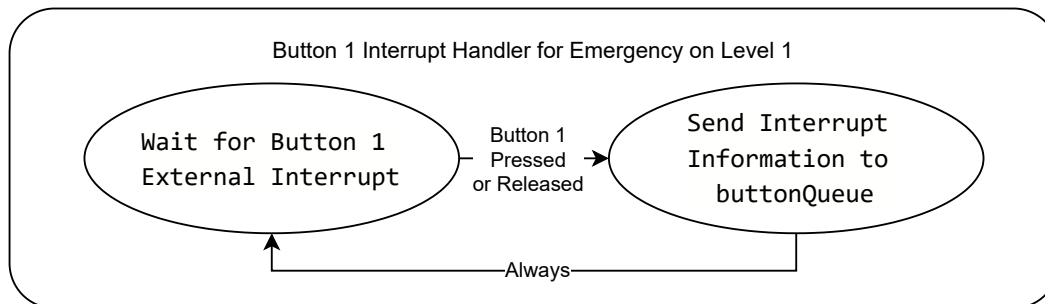 Button 1 Interrupt Handler for Emergency on Level 1
Wait for Button 1
External Interrupt
Button 1
Pressed
or Released
Send Interrupt
Information to
buttonQueue
Always